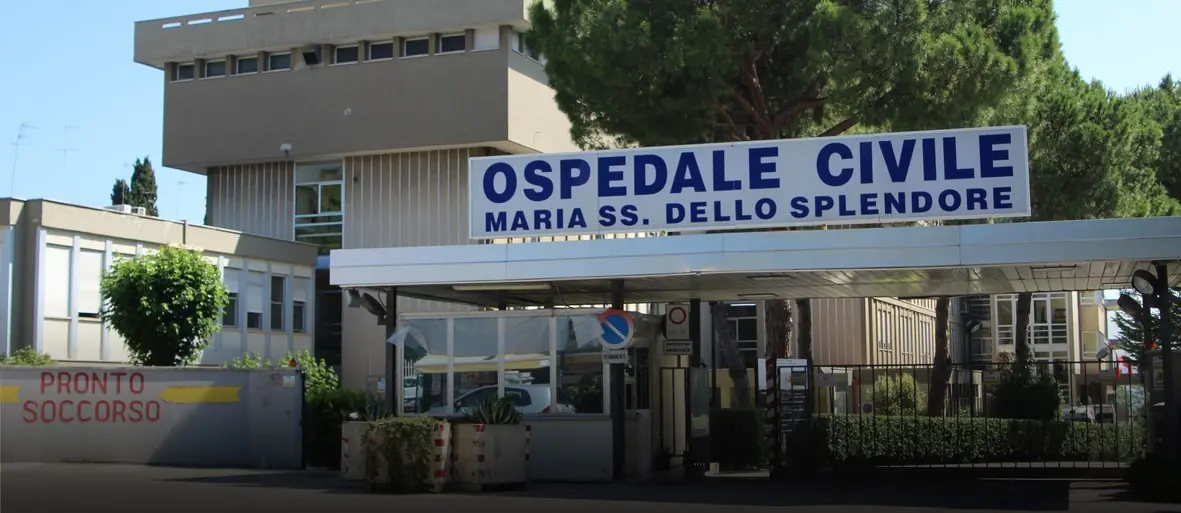 OSPEDALE CIVILE
MARIA SS. DELLO SPLENDORE
PRONTO
SOCCORSO